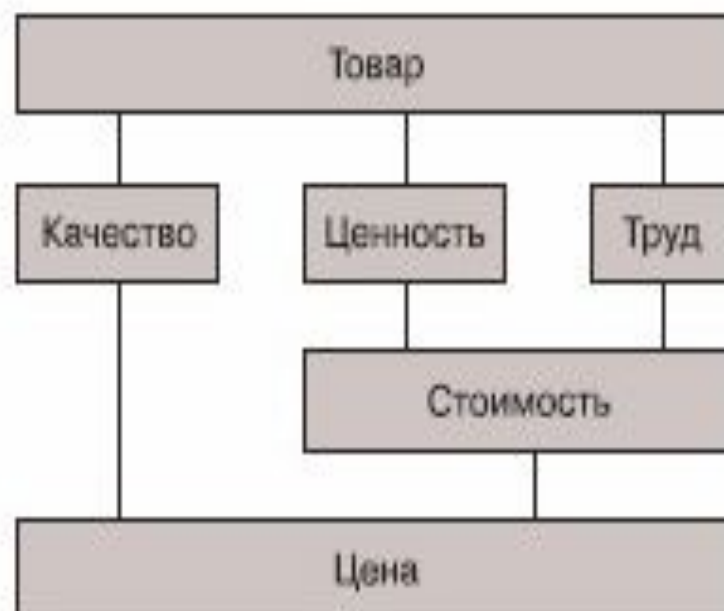 Товар
Качество
Ценность
Труд
Стоимость
Цена